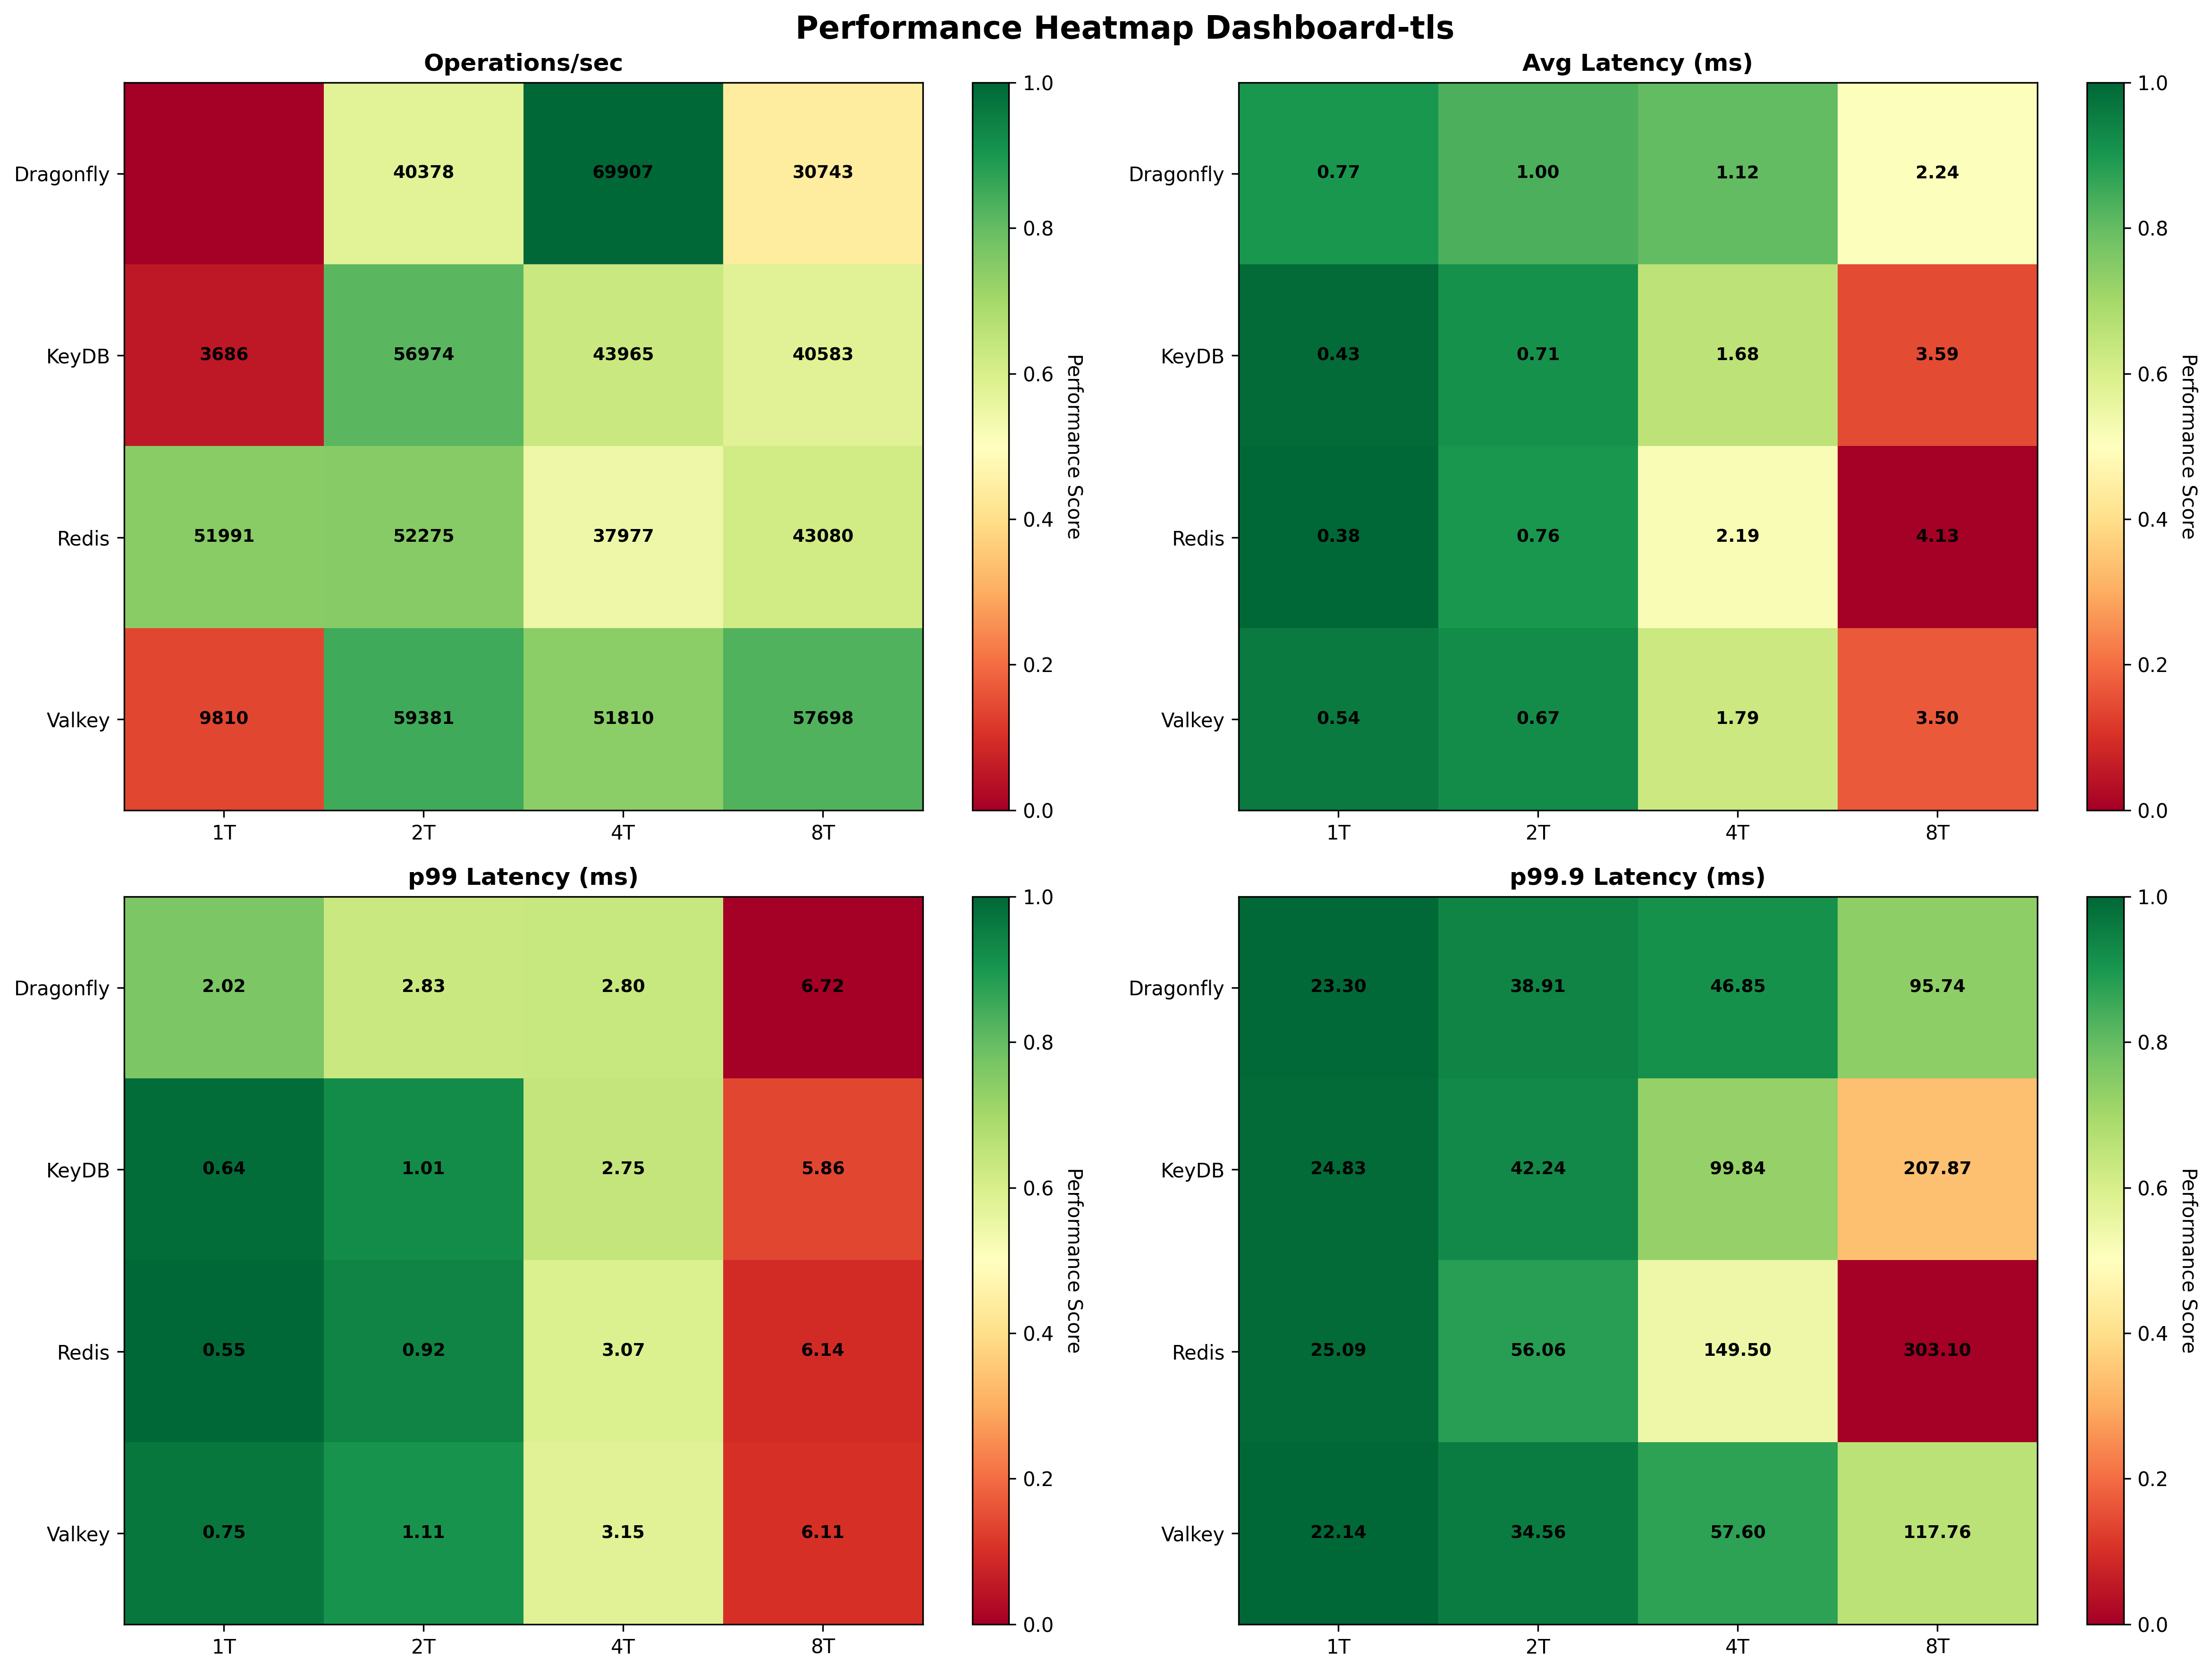 Performance Heatmap Dashboard-tls
Operations/sec
Dragonfly 40378 69907 30743
KeyDB 3686 56974 43965 40583
Redis 51991 52275 37977 43080
Valkey 9810 59381 51810 57698
1T 2T 4T 8T
1.0
0.8
0.6
0.4
0.2
0.0
Performance Score
Avg Latency (ms)
Dragonfly 0.77 1.00 1.12 2.24
KeyDB 0.43 0.71 1.68 3.59
Redis 0.38 0.76 2.19 4.13
Valkey 0.54 0.67 1.79 3.50
1T 2T 4T 8T
1.0
0.8
0.6
0.4
0.2
0.0
Performance Score
p99 Latency (ms)
Dragonfly 2.02 2.83 2.80 6.72
KeyDB 0.64 1.01 2.75 5.86
Redis 0.55 0.92 3.07 6.14
Valkey 0.75 1.11 3.15 6.11
1T 2T 4T 8T
1.0
0.8
0.6
0.4
0.2
0.0
Performance Score
p99.9 Latency (ms)
Dragonfly 23.30 38.91 46.85 95.74
KeyDB 24.83 42.24 99.84 207.87
Redis 25.09 56.06 149.50 303.10
Valkey 22.14 34.56 57.60 117.76
1T 2T 4T 8T
1.0
0.8
0.6
0.4
0.2
0.0
Performance Score